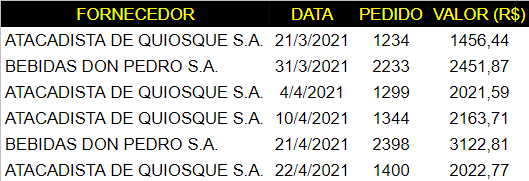 FORNECEDOR DATA PEDIDO VALOR (R$)
ATACADISTA DE QUIOSQUE S.A. 21/3/2021 1234 1456,44
BEBIDAS DON PEDRO S.A. 31/3/2021 2233 2451,87
ATACADISTA DE QUIOSQUE S.A. 4/4/2021 1299 2021,59
ATACADISTA DE QUIOSQUE S.A. 10/4/2021 1344 2163,71
BEBIDAS DON PEDRO S.A. 21/4/2021 2398 3122,81
ATACADISTA DE QUIOSQUE S.A. 22/4/2021 1400 2022,77